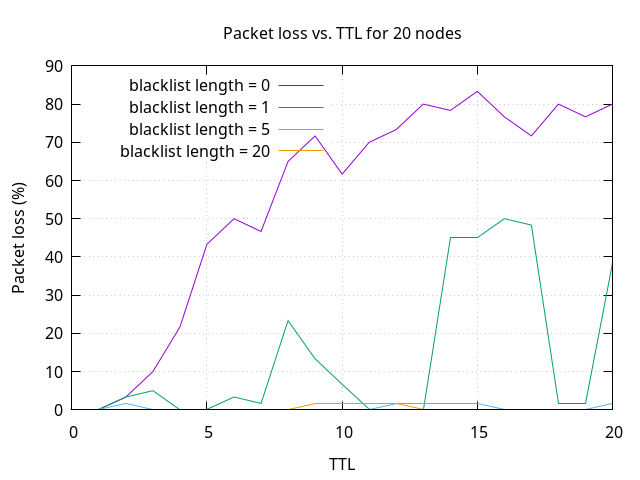 Packet loss vs. TTL for 20 nodes
90
80
70
60
50
40
30
20
10
0
Packet loss (%)
blacklist length = 0
blacklist length = 1
blacklist length = 5
blacklist length = 20
0 5 10 15 20
TTL